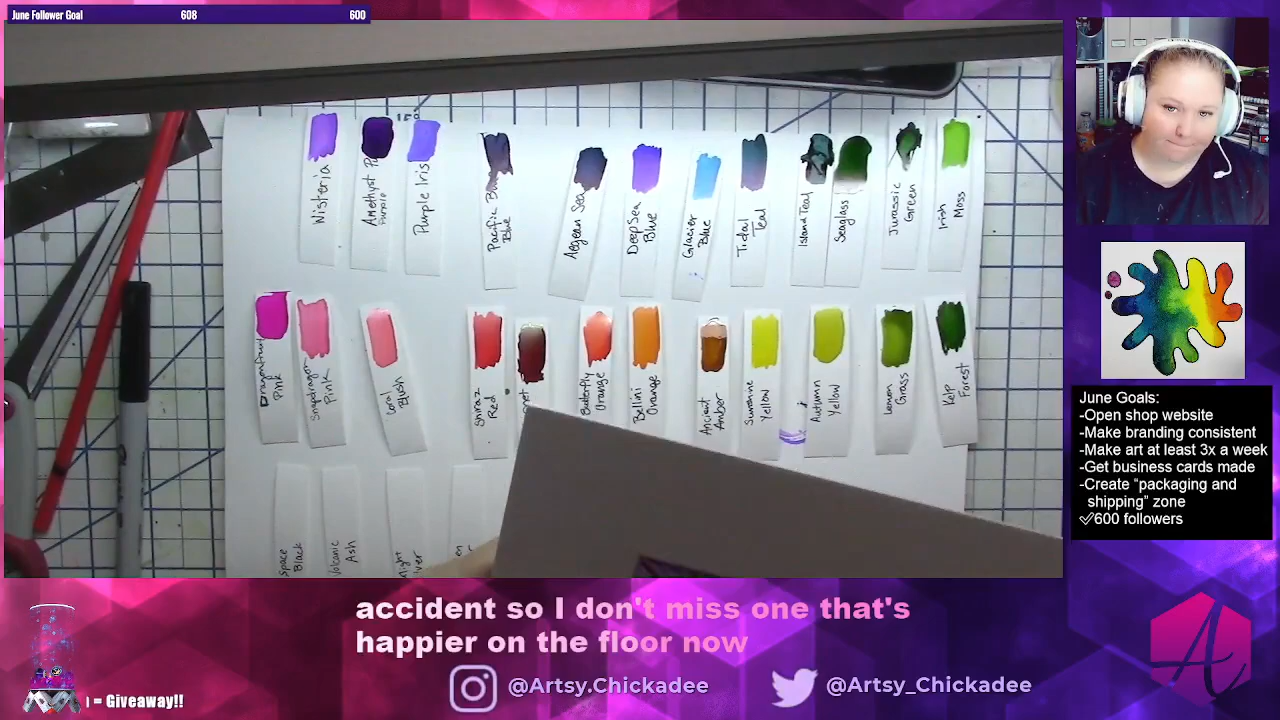 June Follower Goal 608 600
Wisteria
Amethyst
Purple
Purple Iris
Pacific
Blue
Aegean Sea
Deep Sea
Blue
Glacier
Blue
Tidal
Teal
Island Teal
Seaglass
Jurassic
Green
Irish
Moss
Dragonfruit
Pink
Snapdragon
Pink
Coral
Blush
Shiraz
Red
Butterfly
Orange
Bellini
Orange
Ancient
Amber
Sunshine
Yellow
Autumn
Yellow
Lemon
Grass
Kelp
Forest
Space
Black
Volcanic
Ash
June Goals:
-Open shop website
-Make branding consistent
-Make art at least 3x a week
-Get business cards made
-Create "packaging and
shipping" zone
✓600 followers
accident so I don't miss one that's
happier on the floor now
@Artsy.Chickadee
@Artsy_Chickadee
= Giveaway!!
A